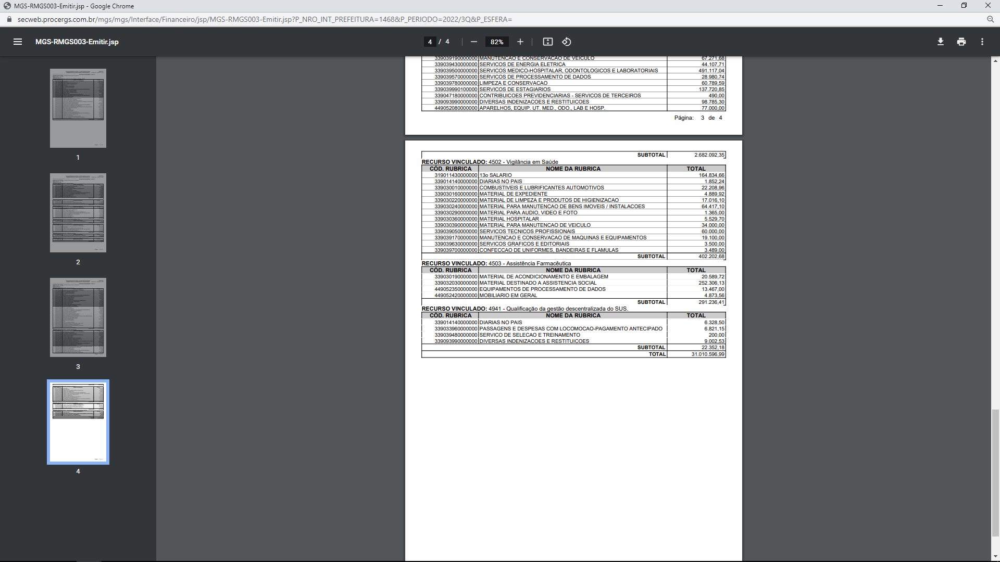 MGS-RMGS003-Emitir.jsp - Google Chrome
secweb.procergs.com.br/mgs/mgs/Interface/Financeiro/jsp/MGS-RMGS003-Emitir.jsp?P_NRO_INT_PREFEITURA=1468&P_PERIODO=2022/3Q&P_ESFERA=
MGS-RMGS003-Emitir.jsp 4 / 4 82%
339039190000000 MANUTENCAO E CONSERVACAO DE VEICULO 67.271,68
339039430000000 SERVICOS DE ENERGIA ELETRICA 44.107,71
339039500000000 SERVICOS MEDICO-HOSPITALAR, ODONTOLOGICOS E LABORATORIAIS 491.117,04
339039570000000 SERVICOS DE PROCESSAMENTO DE DADOS 28.980,74
339039780000000 LIMPEZA E CONSERVACAO 60.789,59
339039990100000 SERVICOS DE ESTAGIARIOS 137.720,85
339047180000000 CONTRIBUICOES PREVIDENCIARIAS - SERVICOS DE TERCEIROS 490,00
339093990000000 DIVERSAS INDENIZACOES E RESTITUICOES 98.785,30
449052080000000 APARELHOS, EQUIP. UT. MED., ODO., LAB E HOSP. 77.000,00
Página: 3 de 4
SUBTOTAL 2.682.092,35
RECURSO VINCULADO: 4502 - Vigilância em Saúde
CÓD. RUBRICA NOME DA RUBRICA TOTAL
319011430000000 13o SALARIO 164.834,66
339014140000000 DIARIAS NO PAIS 1.852,24
339030010000000 COMBUSTIVEIS E LUBRIFICANTES AUTOMOTIVOS 22.208,96
339030160000000 MATERIAL DE EXPEDIENTE 4.889,92
339030220000000 MATERIAL DE LIMPEZA E PRODUTOS DE HIGIENIZACAO 17.016,10
339030240000000 MATERIAL PARA MANUTENCAO DE BENS IMOVEIS / INSTALACOES 64.417,10
339030290000000 MATERIAL PARA AUDIO, VIDEO E FOTO 1.365,00
339030360000000 MATERIAL HOSPITALAR 5.529,70
339030390000000 MATERIAL PARA MANUTENCAO DE VEICULO 34.000,00
339039050000000 SERVICOS TECNICOS PROFISSIONAIS 60.000,00
339039170000000 MANUTENCAO E CONSERVACAO DE MAQUINAS E EQUIPAMENTOS 19.100,00
339039630000000 SERVICOS GRAFICOS E EDITORIAIS 3.500,00
339039700000000 CONFECCAO DE UNIFORMES, BANDEIRAS E FLAMULAS 3.489,00
SUBTOTAL 402.202,68
RECURSO VINCULADO: 4503 - Assistência Farmacêutica
CÓD. RUBRICA NOME DA RUBRICA TOTAL
339030190000000 MATERIAL DE ACONDICIONAMENTO E EMBALAGEM 20.589,72
339032030000000 MATERIAL DESTINADO A ASSISTENCIA SOCIAL 252.306,13
449052350000000 EQUIPAMENTOS DE PROCESSAMENTO DE DADOS 13.467,00
449052420000000 MOBILIARIO EM GERAL 4.873,56
SUBTOTAL 291.236,41
RECURSO VINCULADO: 4941 - Qualificação da gestão descentralizada do SUS.
CÓD. RUBRICA NOME DA RUBRICA TOTAL
339014140000000 DIARIAS NO PAIS 6.328,50
339033960000000 PASSAGENS E DESPESAS COM LOCOMOCAO-PAGAMENTO ANTECIPADO 6.821,15
339039480000000 SERVICO DE SELECAO E TREINAMENTO 200,00
339093990000000 DIVERSAS INDENIZACOES E RESTITUICOES 9.002,53
SUBTOTAL 22.352,18
TOTAL 31.010.596,99
1
2
3
4